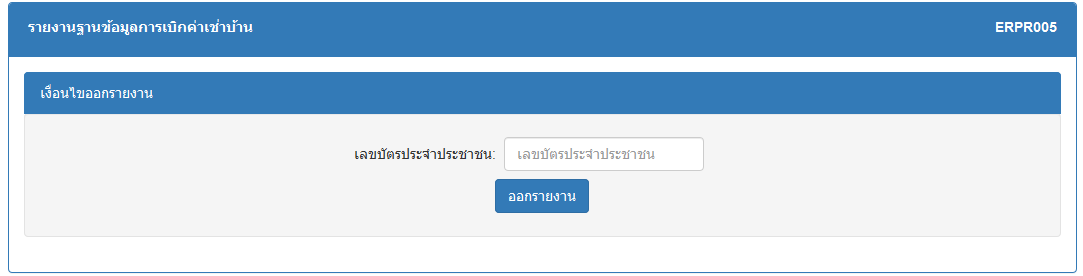 รายงานฐานข้อมูลการเบิกค่าเช่าบ้าน ERPR005
เงื่อนไขออกรายงาน
เลขบัตรประจำประชาชน: เลขบัตรประจำประชาชน
ออกรายงาน